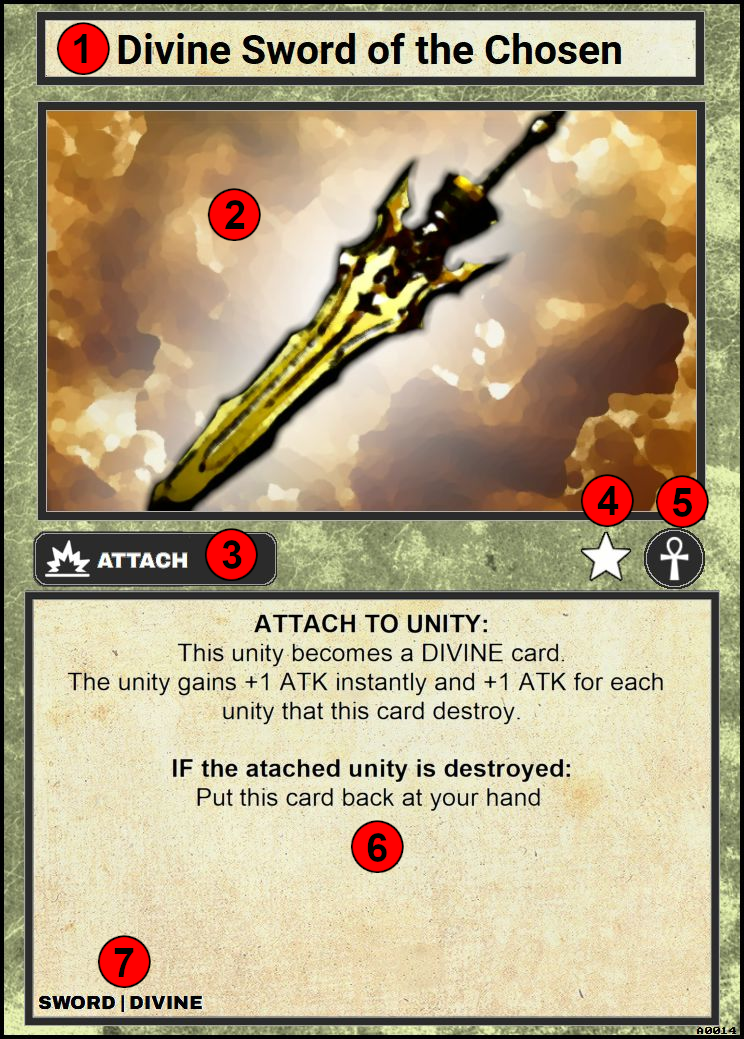 1 Divine Sword of the Chosen
2
4 5
ATTACH 3
ATTACH TO UNITY:
This unity becomes a DIVINE card.
The unity gains +1 ATK instantly and +1 ATK for each
unity that this card destroy.
IF the atached unity is destroyed:
Put this card back at your hand
6
7
SWORD | DIVINE
A0014